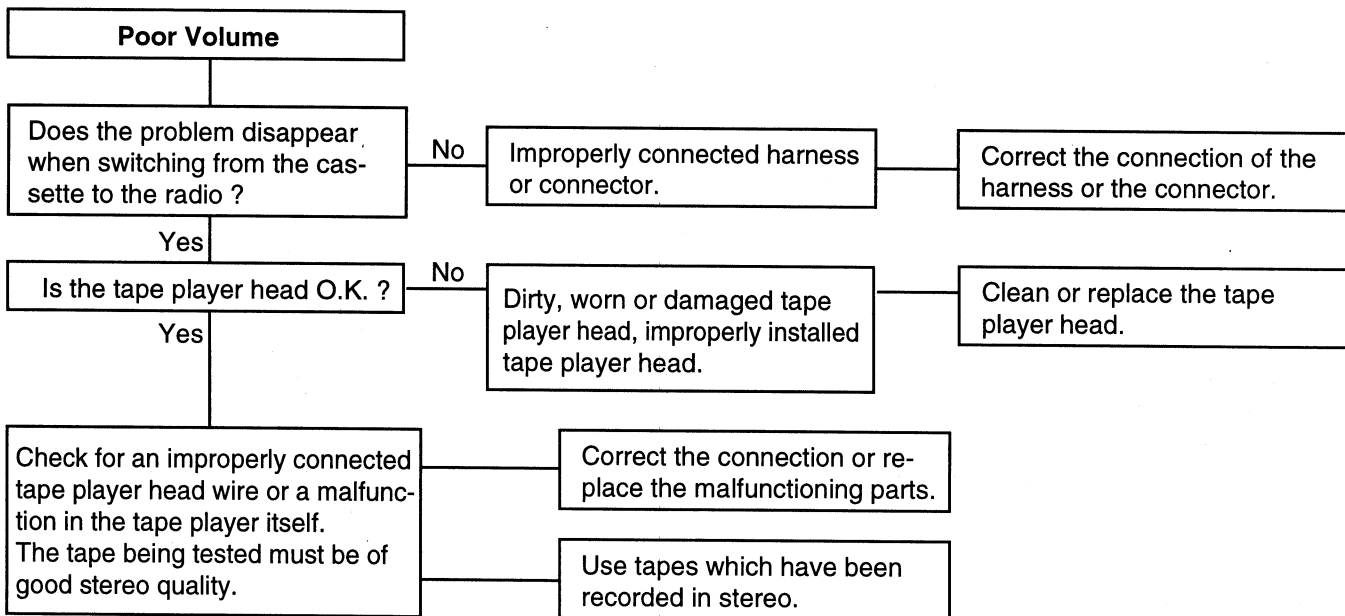 Poor Volume
Does the problem disappear
when switching from the cas-
sette to the radio ?
No
Improperly connected harness
or connector.
Correct the connection of the
harness or the connector.
Yes
Is the tape player head O.K. ?
No
Dirty, worn or damaged tape
player head, improperly installed
tape player head.
Clean or replace the tape
player head.
Yes
Check for an improperly connected
tape player head wire or a malfunc-
tion in the tape player itself.
The tape being tested must be of
good stereo quality.
Correct the connection or re-
place the malfunctioning parts.
Use tapes which have been
recorded in stereo.